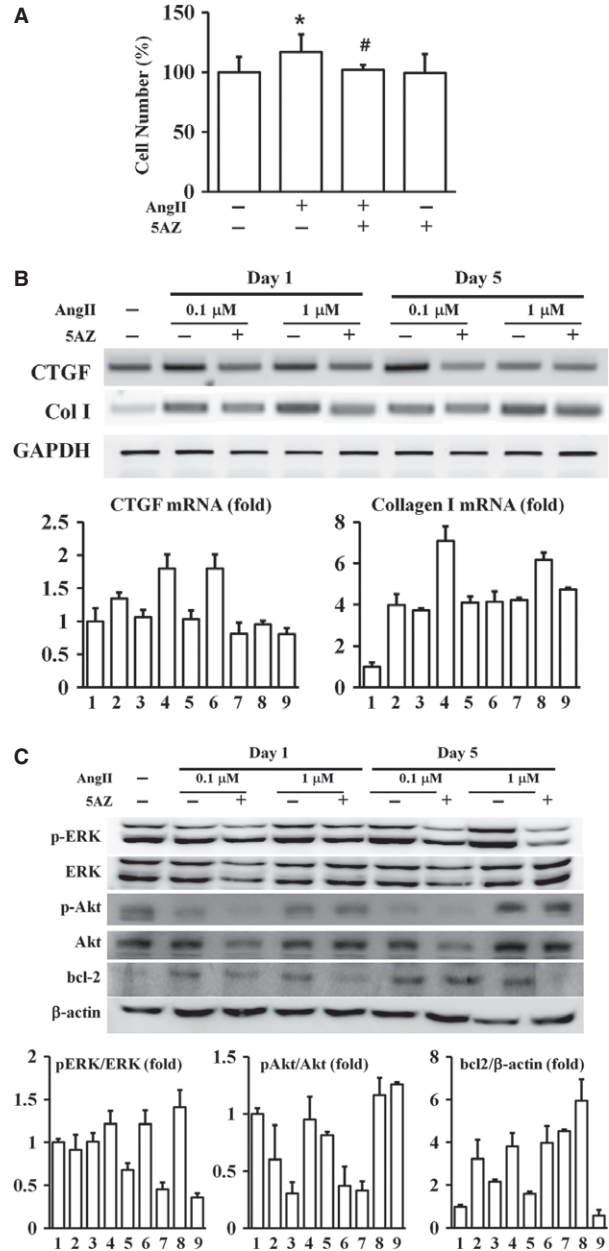 A
Cell Number (%)
150
100
50
0
*
#
AngII – + + –
5AZ – – + +
B
Day 1 Day 5
AngII – 0.1 µM 1 µM 0.1 µM 1 µM
5AZ – – + – + – + – +
CTGF
Col I
GAPDH
CTGF mRNA (fold) Collagen I mRNA (fold)
2.5
2
1.5
1
0.5
0
1 2 3 4 5 6 7 8 9
8
6
4
2
0
1 2 3 4 5 6 7 8 9
C
Day 1 Day 5
AngII – 0.1 µM 1 µM 0.1 µM 1 µM
5AZ – – + – + – + – +
p-ERK
ERK
p-Akt
Akt
bcl-2
β-actin
pERK/ERK (fold) pAkt/Akt (fold) bcl2/β-actin (fold)
2
1.5
1
0.5
0
1 2 3 4 5 6 7 8 9
1.5
1
0.5
0
1 2 3 4 5 6 7 8 9
8
6
4
2
0
1 2 3 4 5 6 7 8 9